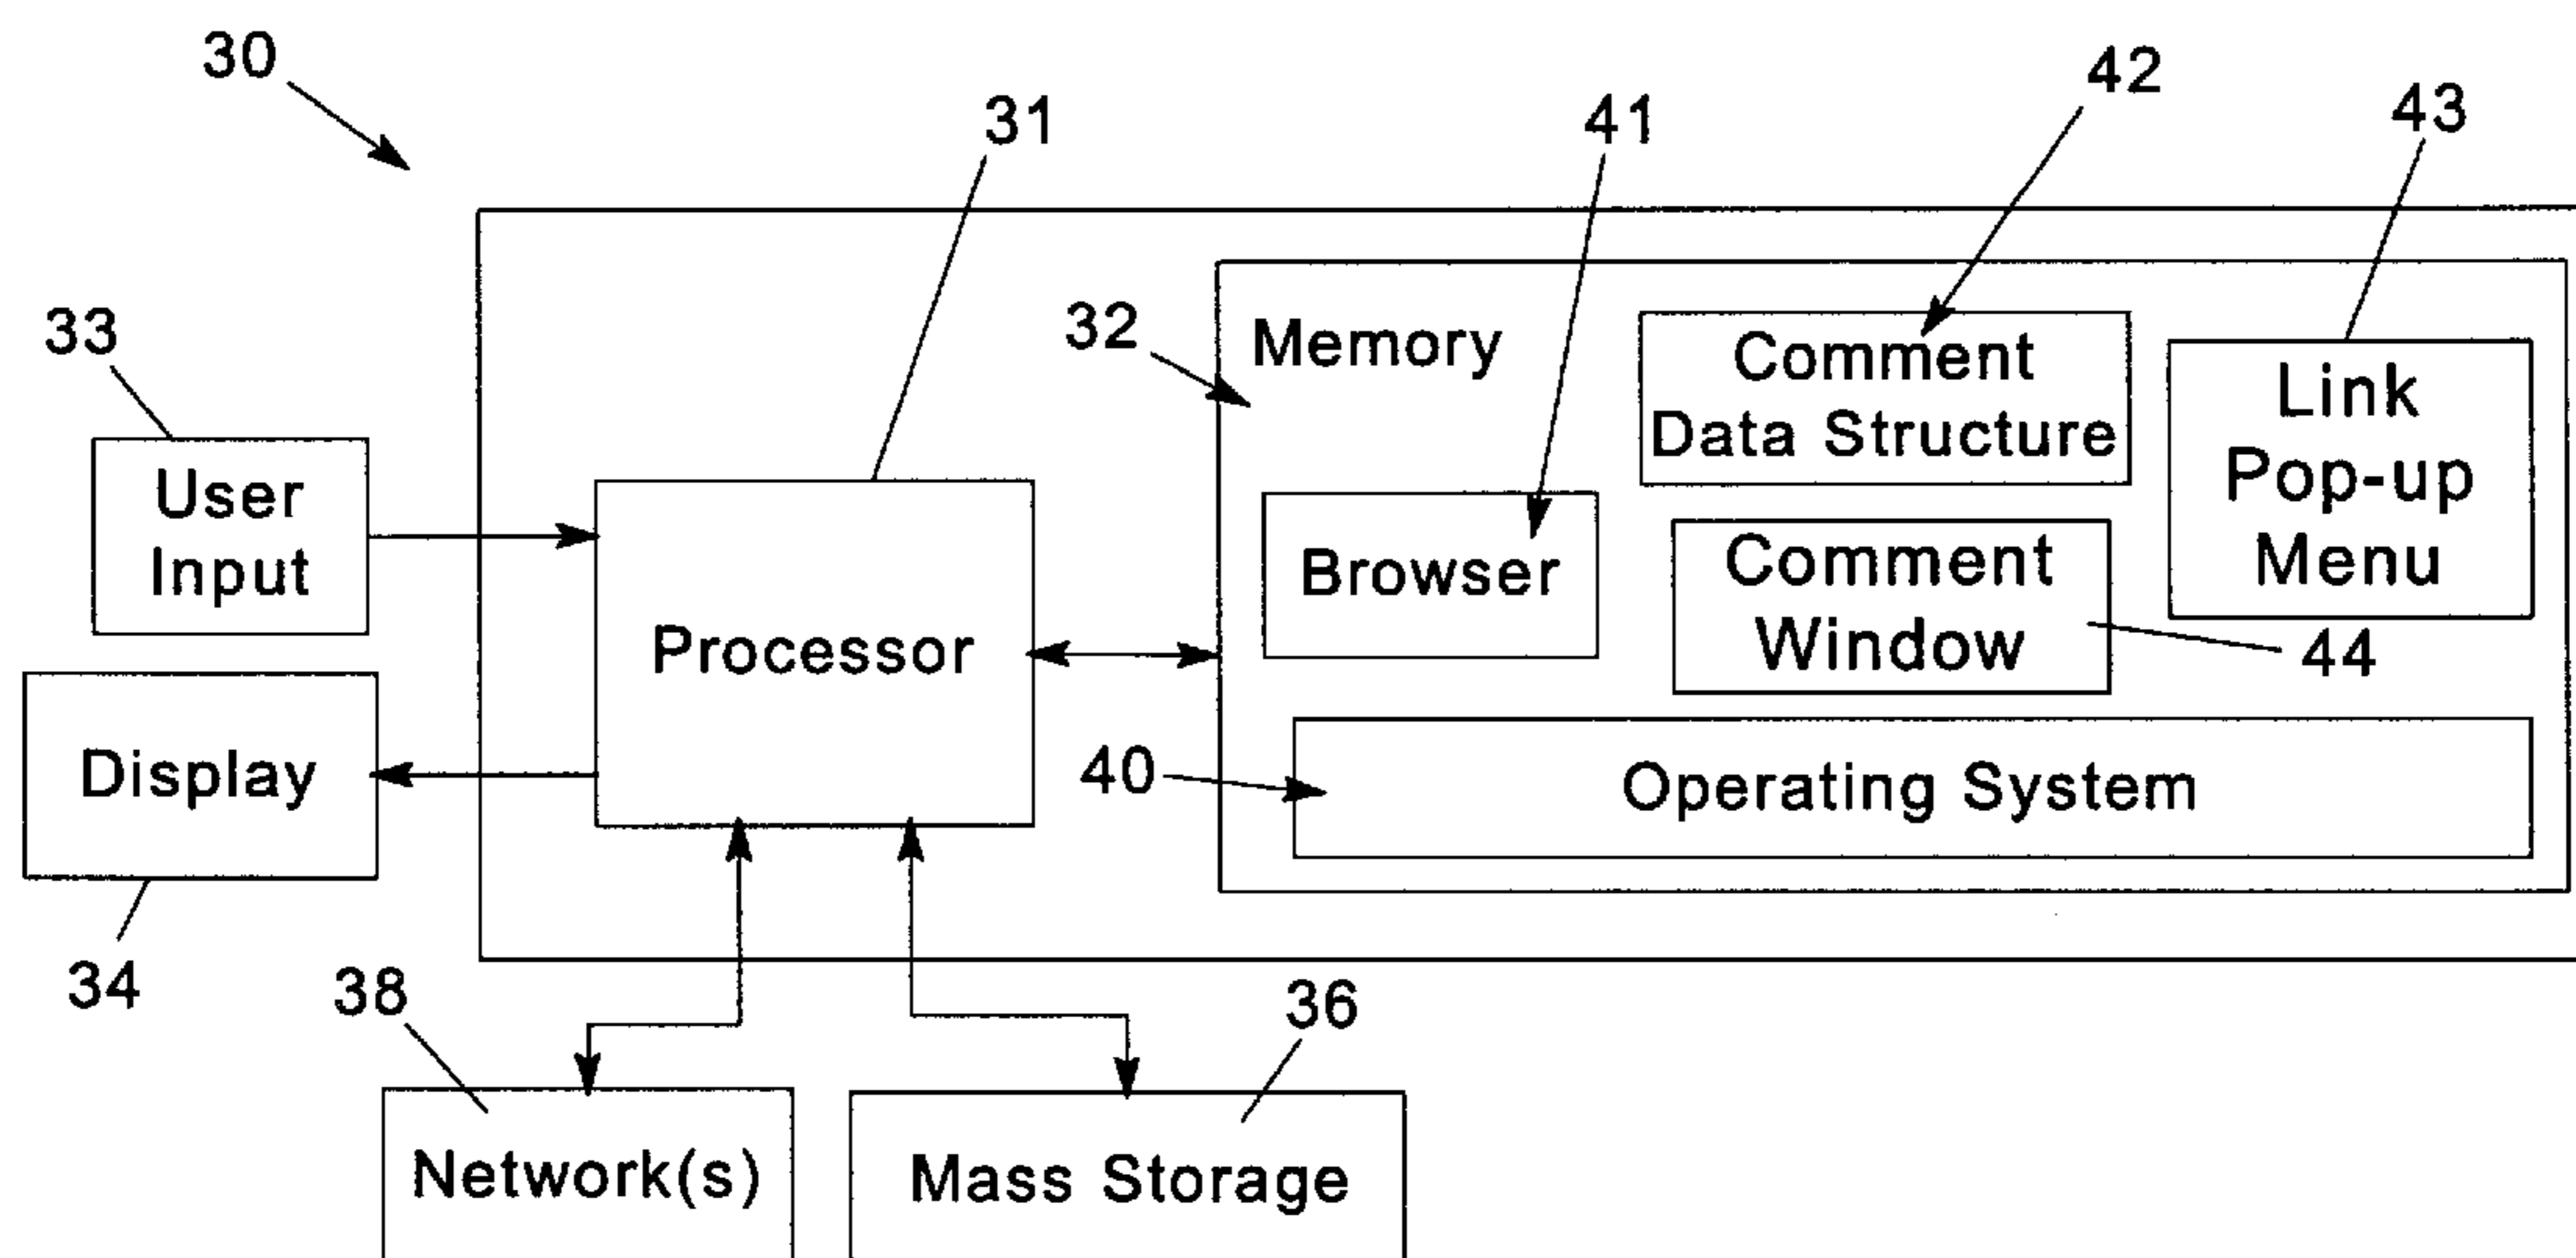 30
31
41
42
43
33
32
Memory
Comment
Data Structure
Link
Pop-up
Menu
User
Input
Browser
Comment
Window
44
Processor
Display
40
Operating System
34
38
36
Network(s)
Mass Storage